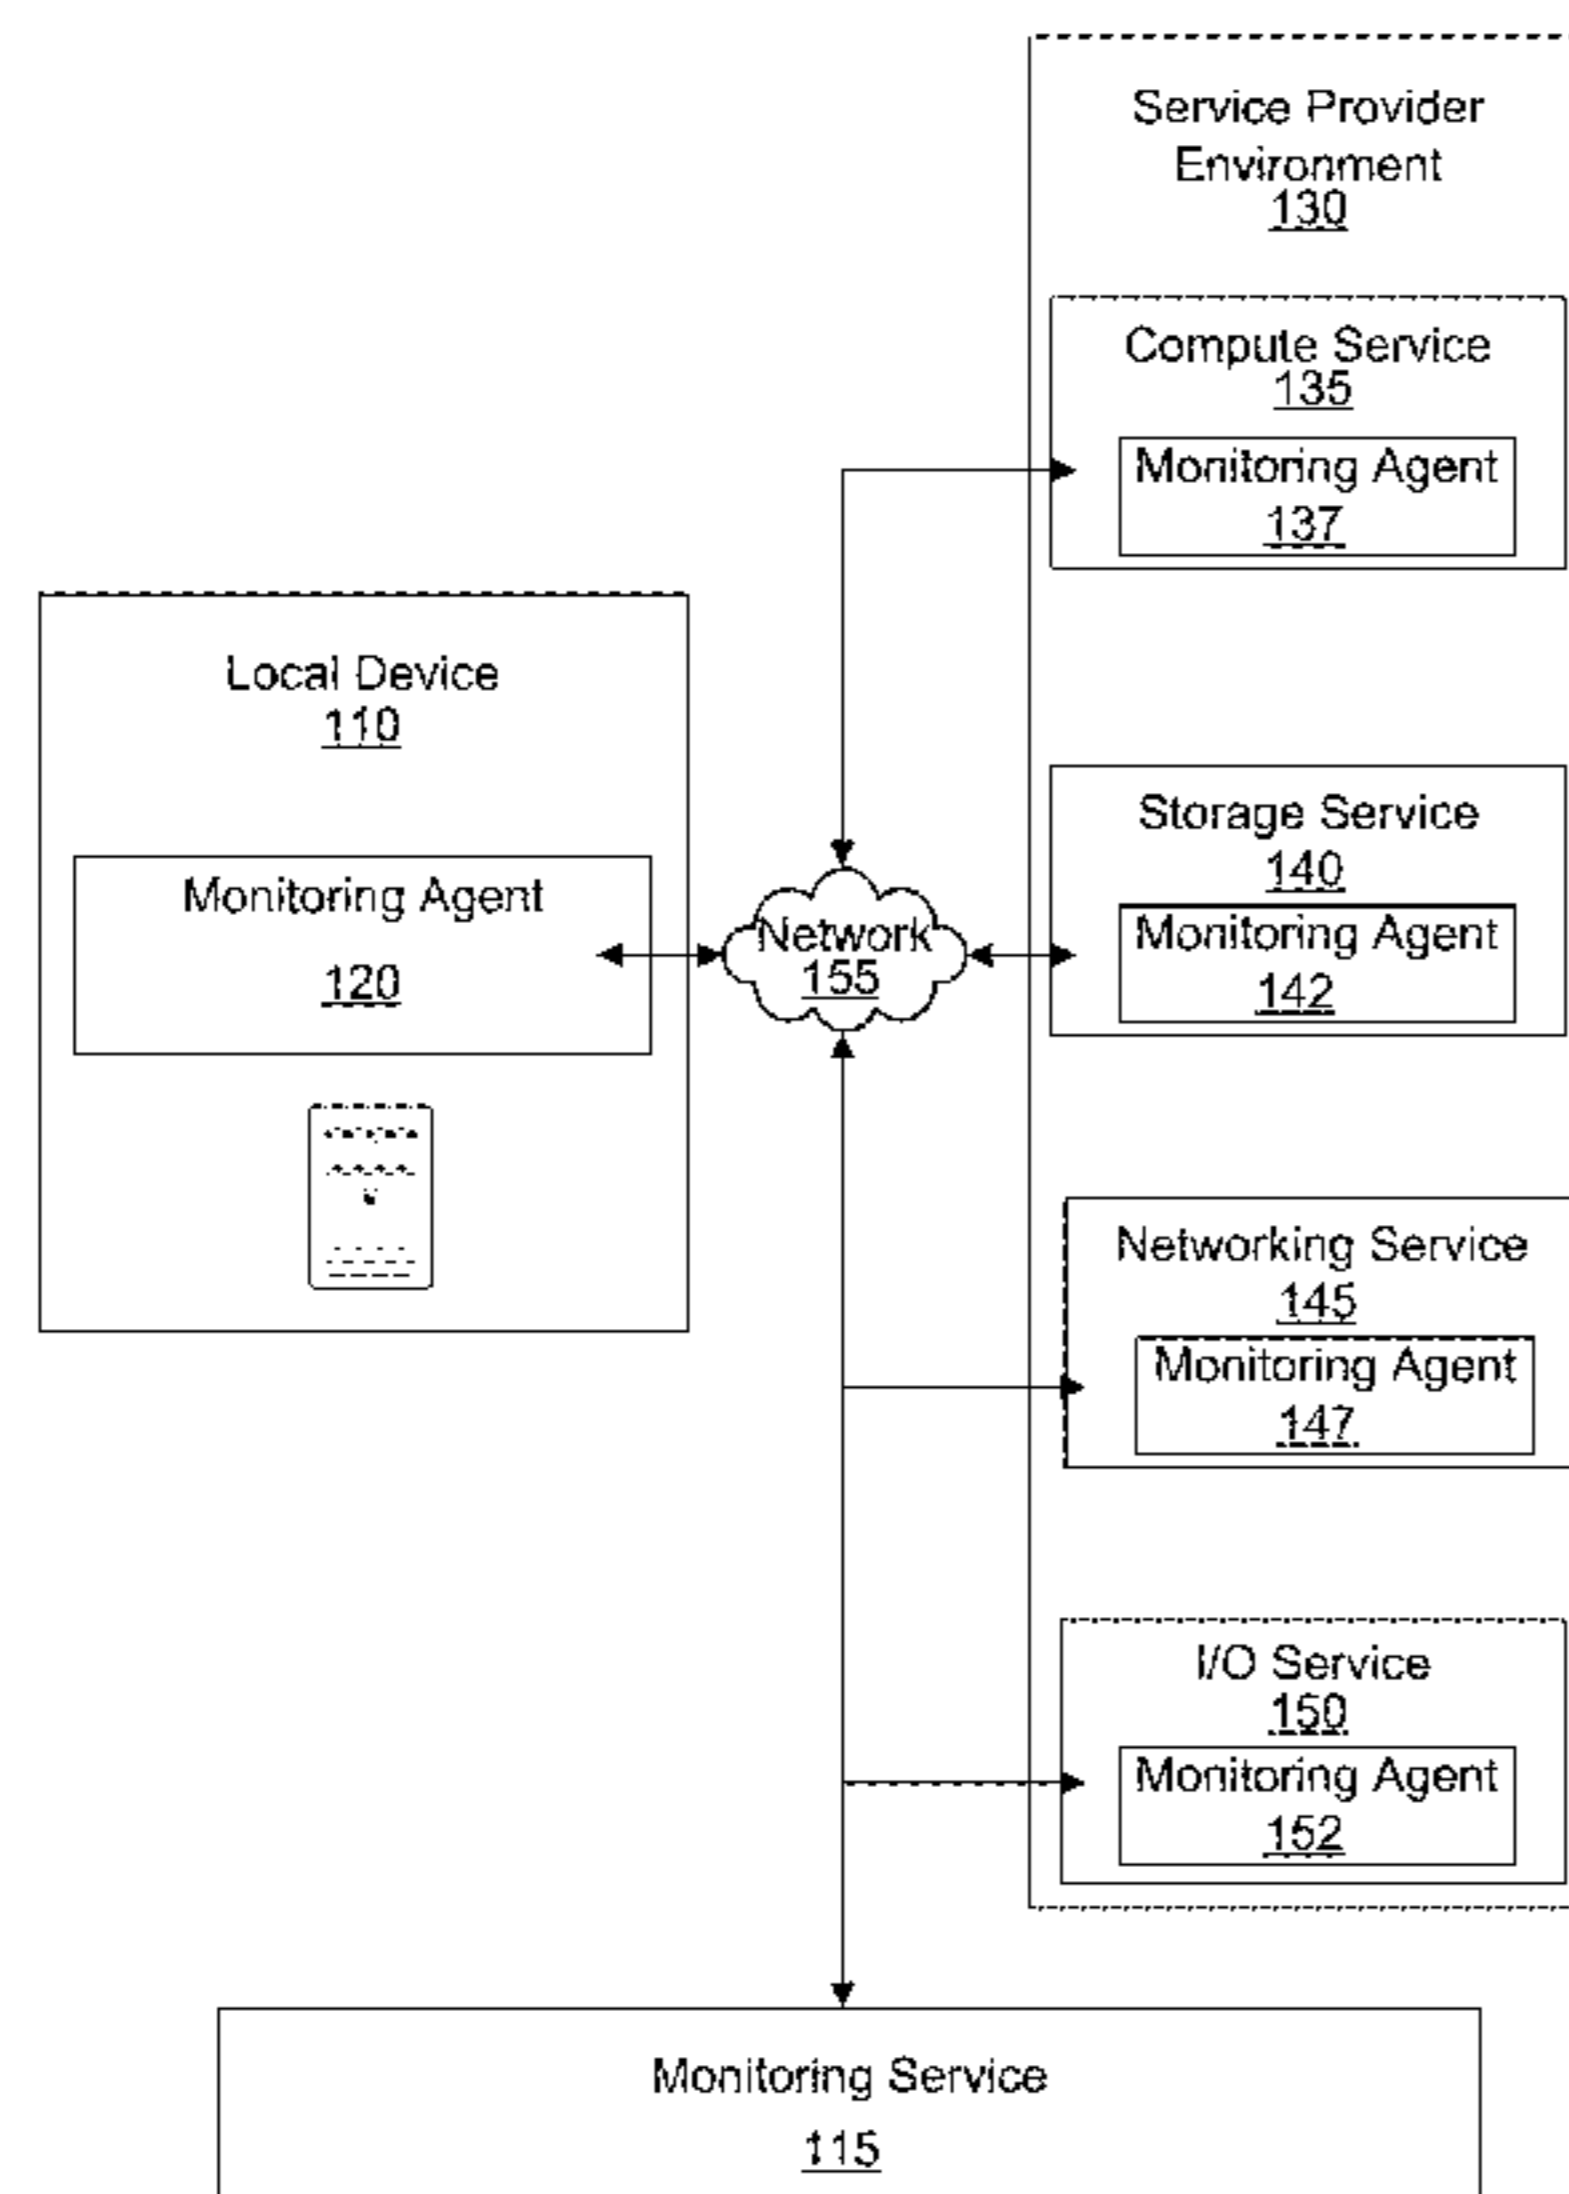 Service Provider
Environment
130
Compute Service
135
Monitoring Agent
137
Local Device
110
Monitoring Agent
120
Network
155
Storage Service
140
Monitoring Agent
142
Networking Service
145
Monitoring Agent
147
I/O Service
150
Monitoring Agent
152
Monitoring Service
115